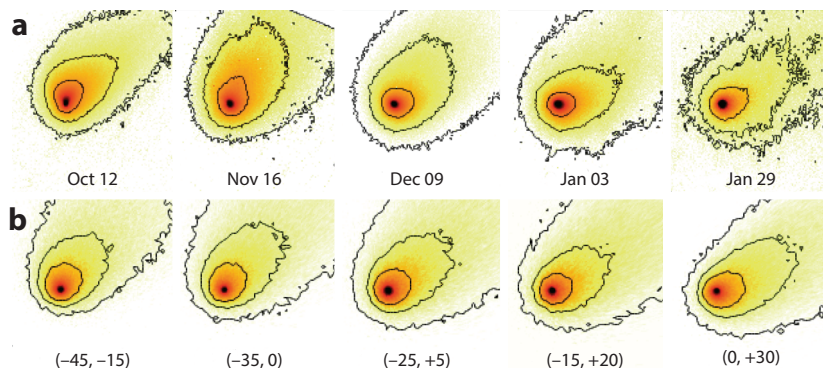 a
Oct 12 Nov 16 Dec 09 Jan 03 Jan 29
b
(–45, –15) (–35, 0) (–25, +5) (–15, +20) (0, +30)